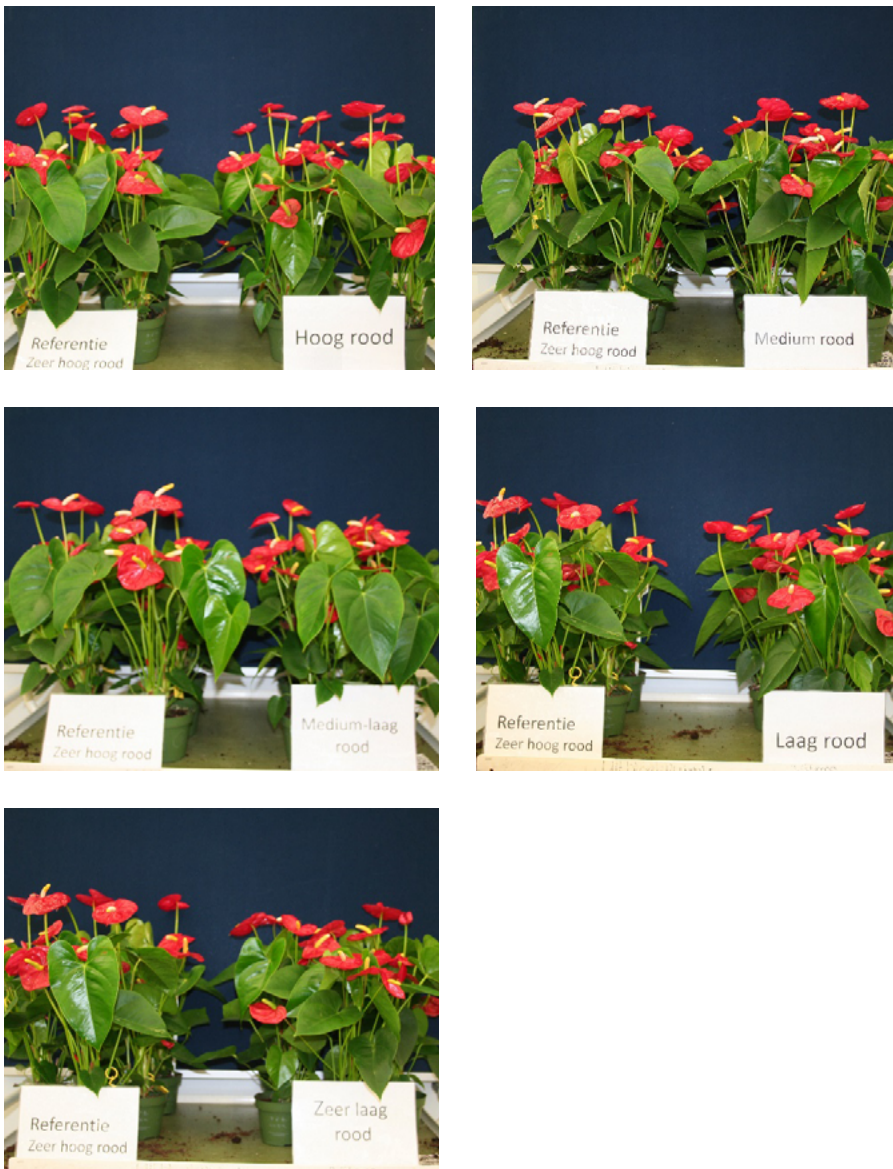 Referentie
Zeer hoog rood
Hoog rood
Referentie
Zeer hoog rood
Medium rood
Referentie
Zeer hoog rood
Medium-laag
rood
Referentie
Zeer hoog rood
Laag rood
Referentie
Zeer hoog rood
Zeer laag
rood